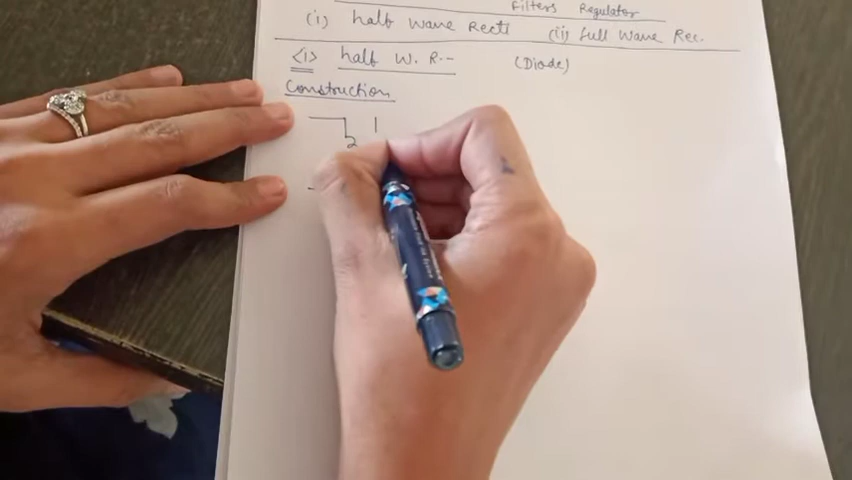 Filters Regulator
(i) half wave Recti (ii) full wave Rec.
<i> half W. R.- (Diode)
Construction